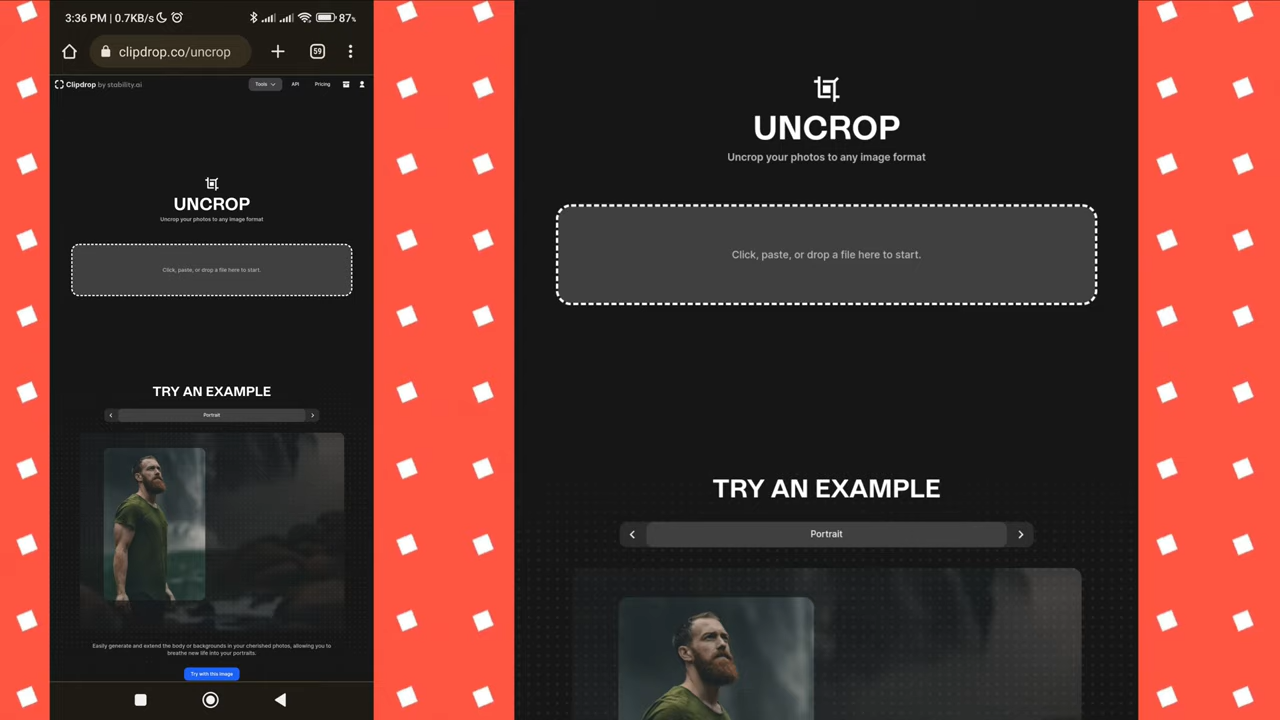 3:36 PM | 0.7KB/s
87%
clipdrop.co/uncrop
59
Clipdrop by stability.ai
Tools
API
Pricing
UNCROP
Uncrop your photos to any image format
Click, paste, or drop a file here to start.
TRY AN EXAMPLE
Portrait
Easily generate and extend the body or backgrounds in your cherished photos, allowing you to
breathe new life into your portraits.
Try with this image
UNCROP
Uncrop your photos to any image format
Click, paste, or drop a file here to start.
TRY AN EXAMPLE
Portrait